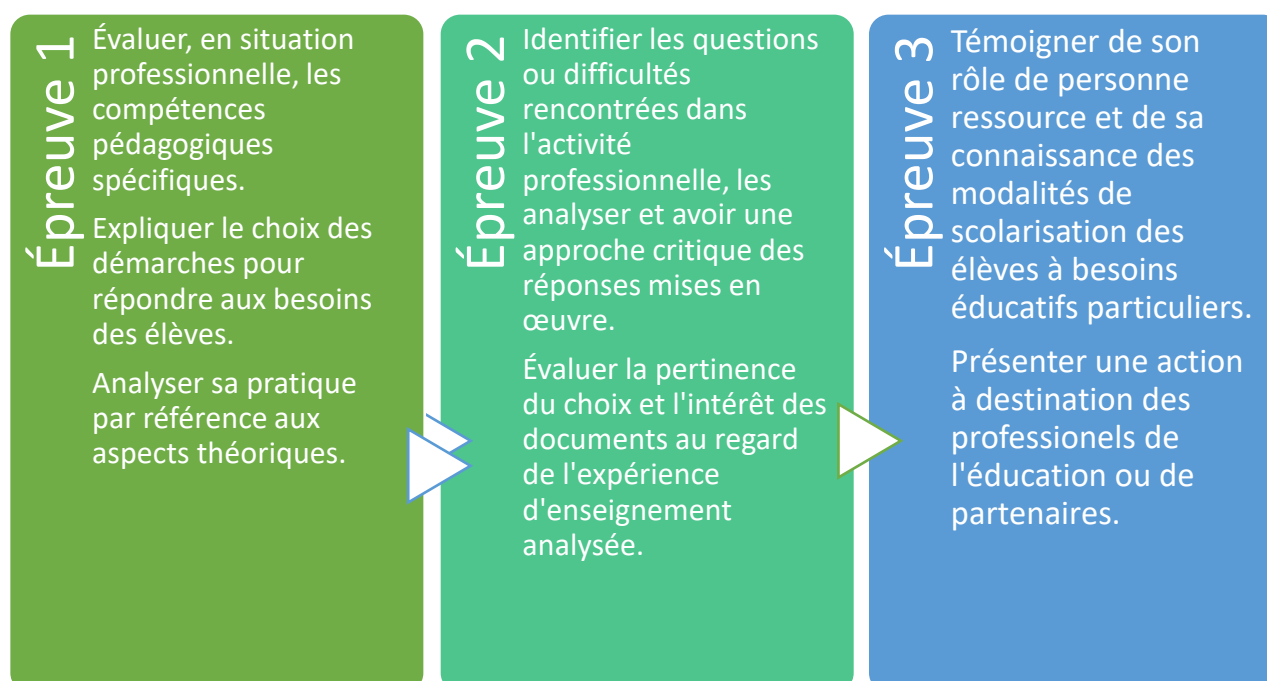 Épreuve 1
Évaluer, en situation
professionnelle, les
compétences
pédagogiques
spécifiques.
Expliquer le choix des
démarches pour
répondre aux besoins
des élèves.
Analyser sa pratique
par référence aux
aspects théoriques.
Épreuve 2
Identifier les questions
ou difficultés
rencontrées dans
l'activité
professionnelle, les
analyser et avoir une
approche critique des
réponses mises en
œuvre.
Évaluer la pertinence
du choix et l'intérêt des
documents au regard
de l'expérience
d'enseignement
analysée.
Épreuve 3
Témoigner de son
rôle de personne
ressource et de sa
connaissance des
modalités de
scolarisation des
élèves à besoins
éducatifs particuliers.
Présenter une action
à destination des
professionels de
l'éducation ou de
partenaires.